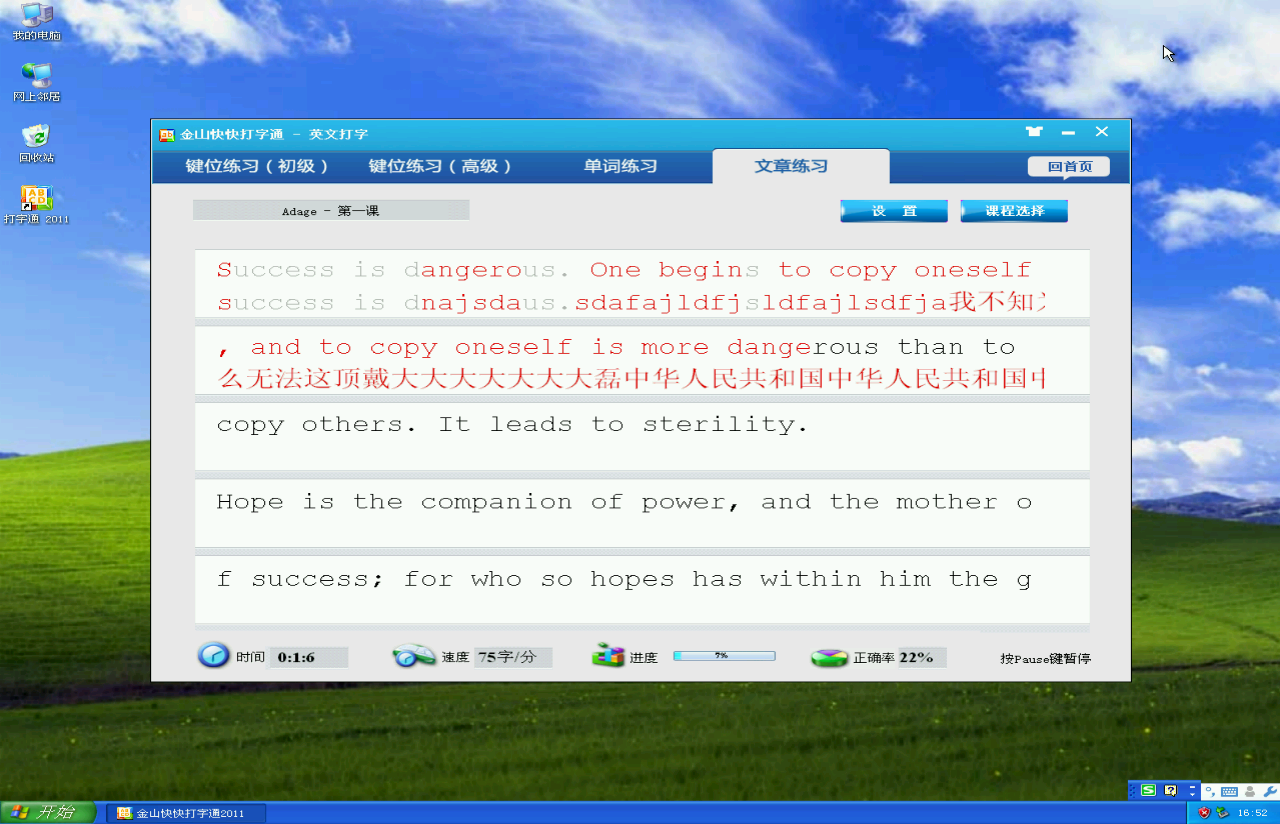 我的电脑
网上邻居
回收站
打字通 2011
金山快快打字通 - 英文打字
键位练习(初级) 键位练习(高级) 单词练习 文章练习 回首页
Adage - 第一课 设 置 课程选择
Success is dangerous. One begins to copy oneself
success is dnajsdaus.sdafajldfjsldfajlsdfja我不知
, and to copy oneself is more dangerous than to
么无法这顶戴大大大大大大大磊中华人民共和国中华人民共和国
copy others. It leads to sterility.
Hope is the companion of power, and the mother o
f success; for who so hopes has within him the g
时间 0:1:6 速度 75字/分 进度 7% 正确率 22% 按Pause键暂停
开始 金山快快打字通2011 16:52